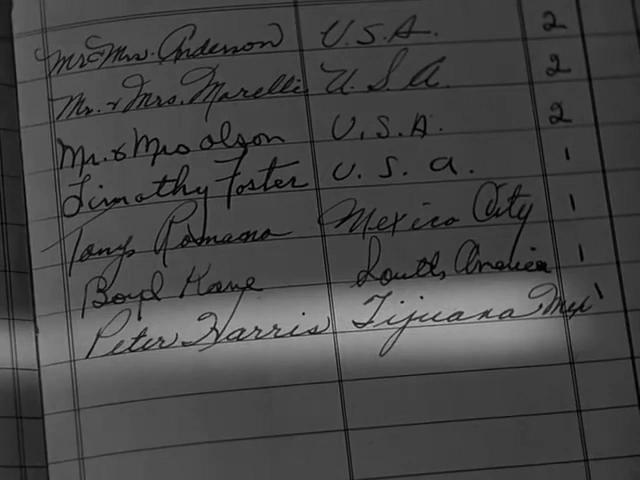 Mr & Mrs. Anderson U.S.A. 2
Mr. & Mrs. Morelli U.S.A. 2
Mr. & Mrs Olson U.S.A. 2
Timothy Foster U.S.A. 1
Tony Romano Mexico City 1
Boyd Kane South America 1
Peter Harris Tijuana Mex 1